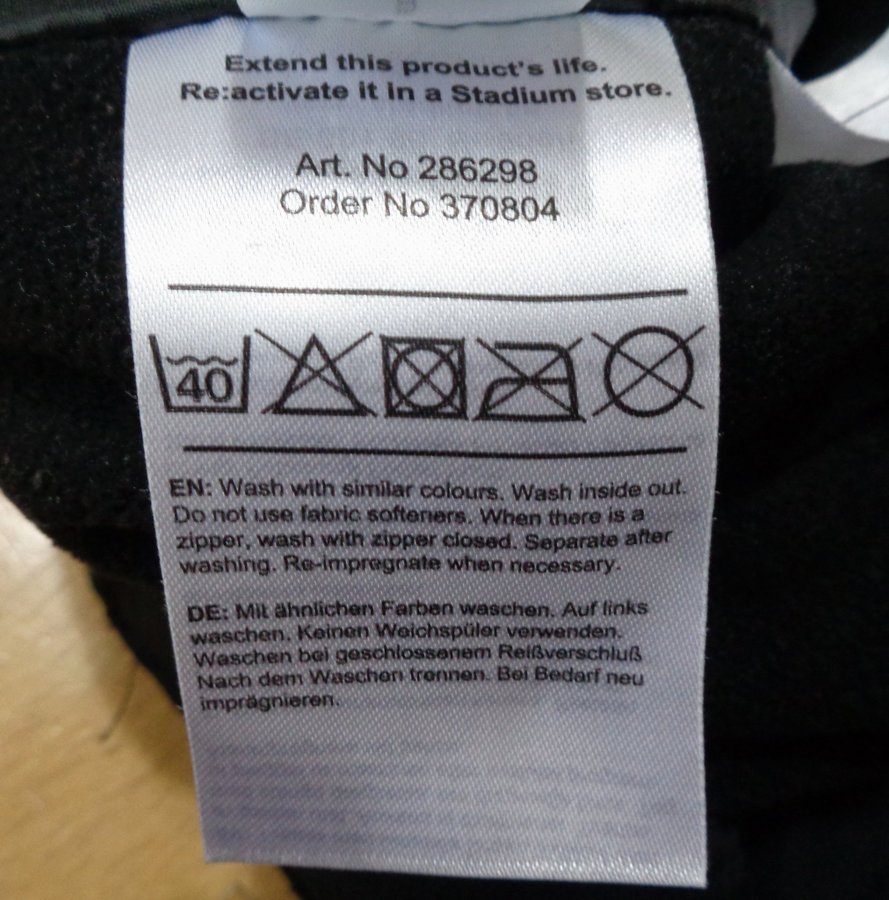 Extend this product's life.
Re:activate it in a Stadium store.
Art. No 286298
Order No 370804
40
EN: Wash with similar colours. Wash inside out.
Do not use fabric softeners. When there is a
zipper, wash with zipper closed. Separate after
washing. Re-impregnate when necessary.
DE: Mit ähnlichen Farben waschen. Auf links
waschen. Keinen Weichspüler verwenden.
Waschen bei geschlossenem Reißverschluß
Nach dem Waschen trennen. Bei Bedarf neu
imprägnieren.